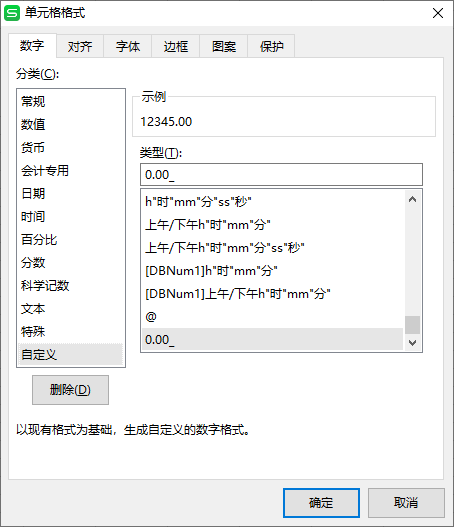 单元格格式
数字
对齐
字体
边框
图案
保护
分类(C):
常规
数值
货币
会计专用
日期
时间
百分比
分数
科学记数
文本
特殊
自定义
示例
12345.00
类型(T):
0.00_
h"时"mm"分"ss"秒"
上午/下午h"时"mm"分"
上午/下午h"时"mm"分"ss"秒"
[DBNum1]h"时"mm"分"
[DBNum1]上午/下午h"时"mm"分"
@
0.00_
删除(D)
以现有格式为基础，生成自定义的数字格式。
确定
取消